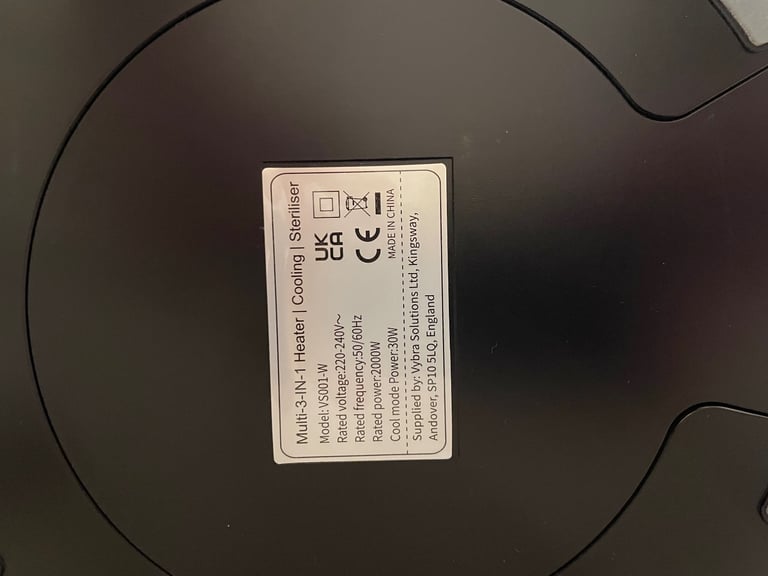 Multi-3-IN-1 Heater | Cooling | Steriliser
Model: VS001-W
Rated voltage:220-240V~
Rated frequency:50/60Hz
Rated power:2000W
Cool mode Power:30W
UK
CA
CE
MADE IN CHINA
Supplied by: Vybra Solutions Ltd, Kingsway,
Andover, SP10 5LQ, England